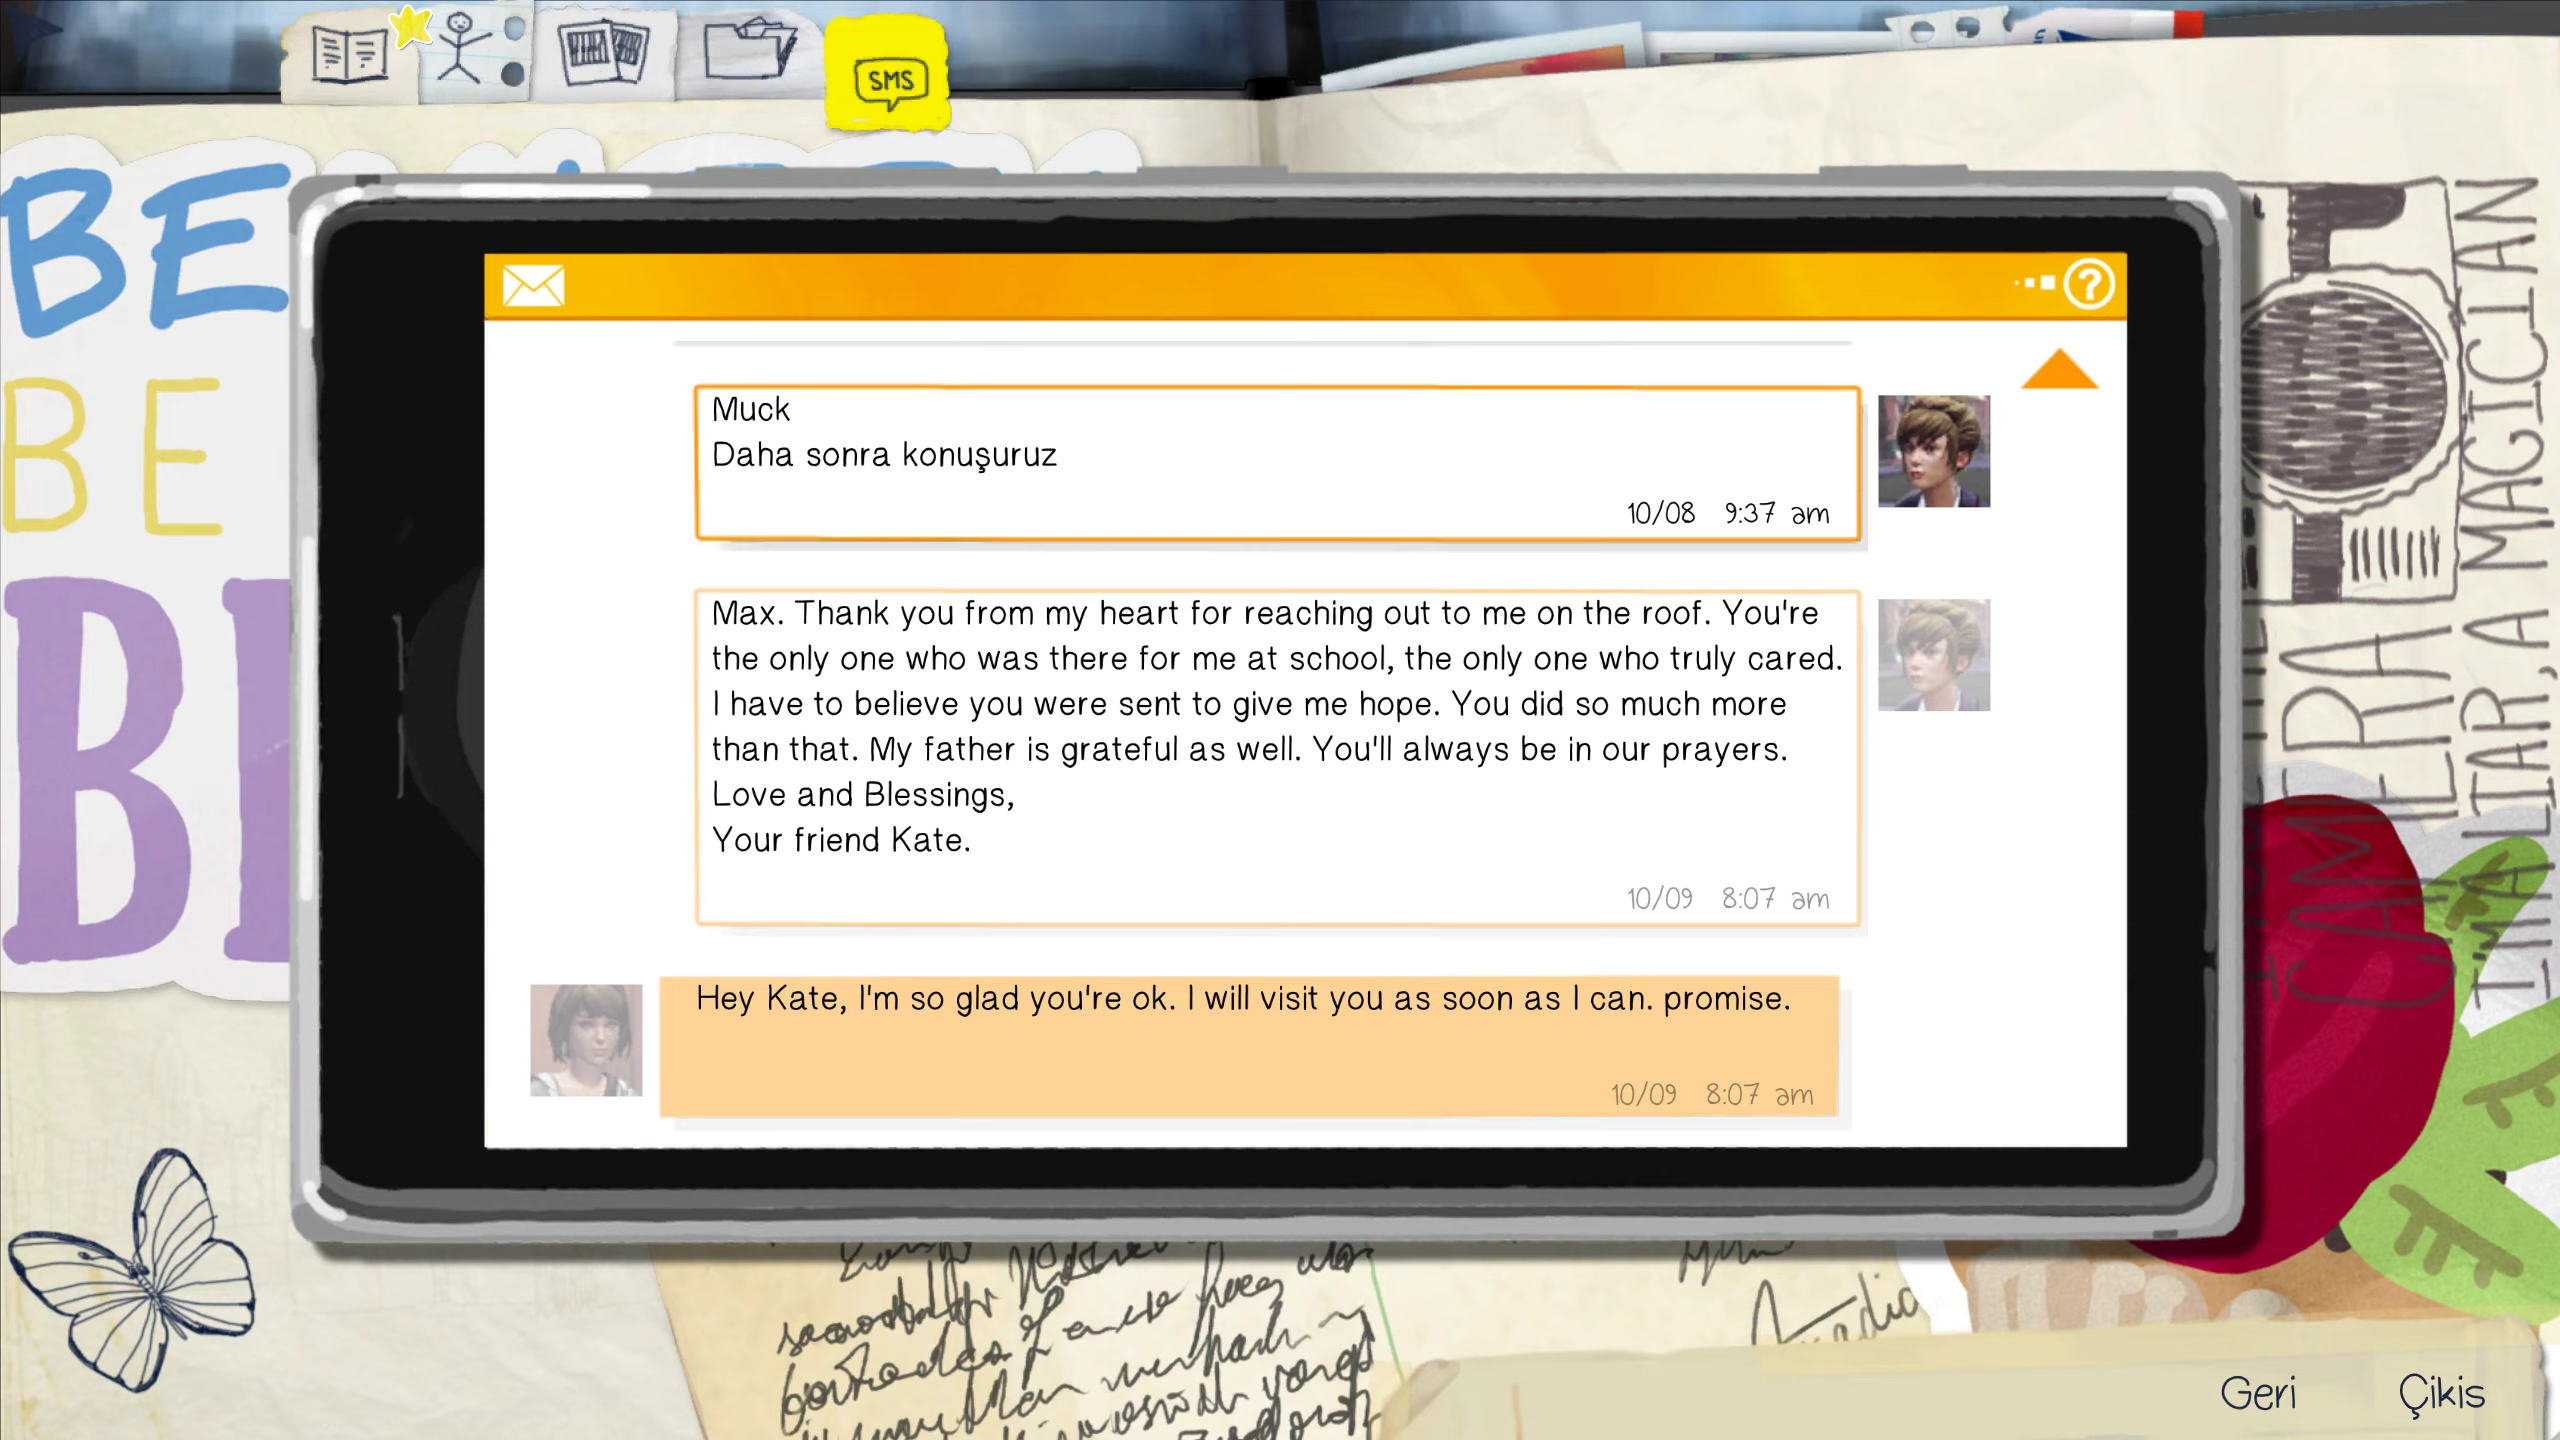 SMS
BE
BE
Muck
Daha sonra konuşuruz
10/08 9:37 am
Max. Thank you from my heart for reaching out to me on the roof. You're
the only one who was there for me at school, the only one who truly cared.
I have to believe you were sent to give me hope. You did so much more
than that. My father is grateful as well. You'll always be in our prayers.
Love and Blessings,
Your friend Kate.
10/09 8:07 am
Hey Kate, I'm so glad you're ok. I will visit you as soon as I can. promise.
10/09 8:07 am
CAMERA
LIAR, A MAGICIAN
Geri Çikis